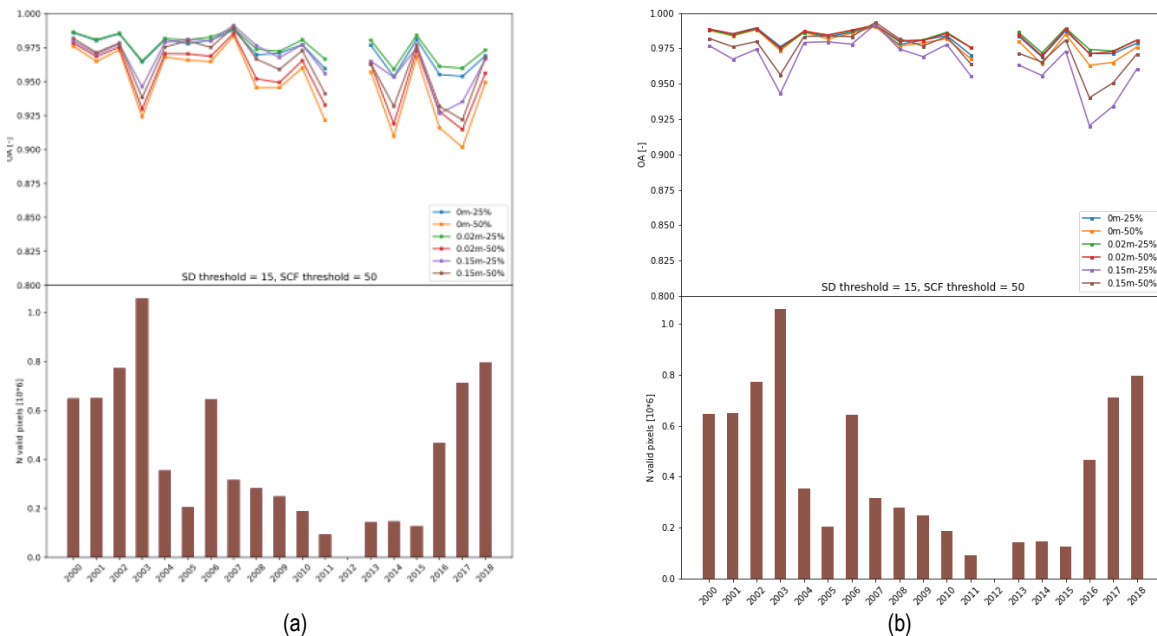 1.000
0.975
0.950
0.925
0.900
0.875
0.850
0.825
0.800
OA [-]
0m-25%
0m-50%
0.02m-25%
0.02m-50%
0.15m-25%
0.15m-50%
SD threshold = 15, SCF threshold = 50
1.0
0.8
0.6
0.4
0.2
0.0
N valid pixels [10*6]
2000 2001 2002 2003 2004 2005 2006 2007 2008 2009 2010 2011 2012 2013 2014 2015 2016 2017 2018
(a)
1.000
0.975
0.950
0.925
0.900
0.875
0.850
0.825
0.800
OA [-]
0m-25%
0m-50%
0.02m-25%
0.02m-50%
0.15m-25%
0.15m-50%
SD threshold = 15, SCF threshold = 50
1.0
0.8
0.6
0.4
0.2
0.0
N valid pixels [10*6]
2000 2001 2002 2003 2004 2005 2006 2007 2008 2009 2010 2011 2012 2013 2014 2015 2016 2017 2018
(b)